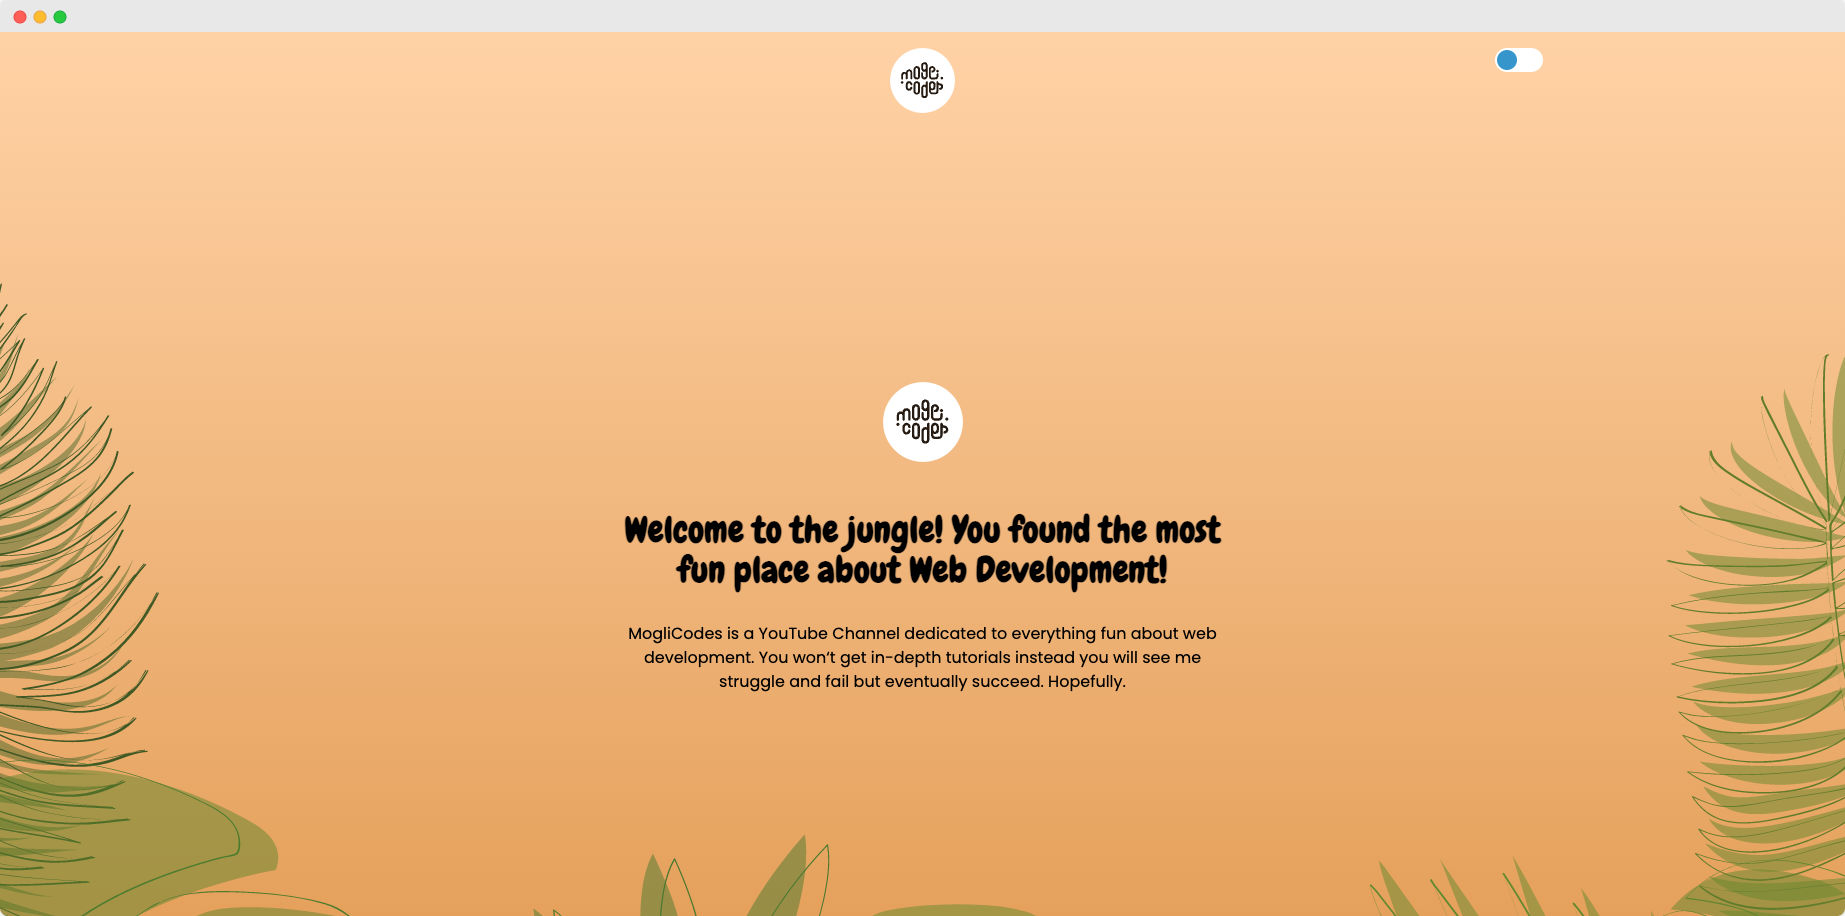 mogli
coder
mogli
coder
Welcome to the jungle! You found the most
fun place about Web Development!
MogliCodes is a YouTube Channel dedicated to everything fun about web
development. You won‘t get in-depth tutorials instead you will see me
struggle and fail but eventually succeed. Hopefully.